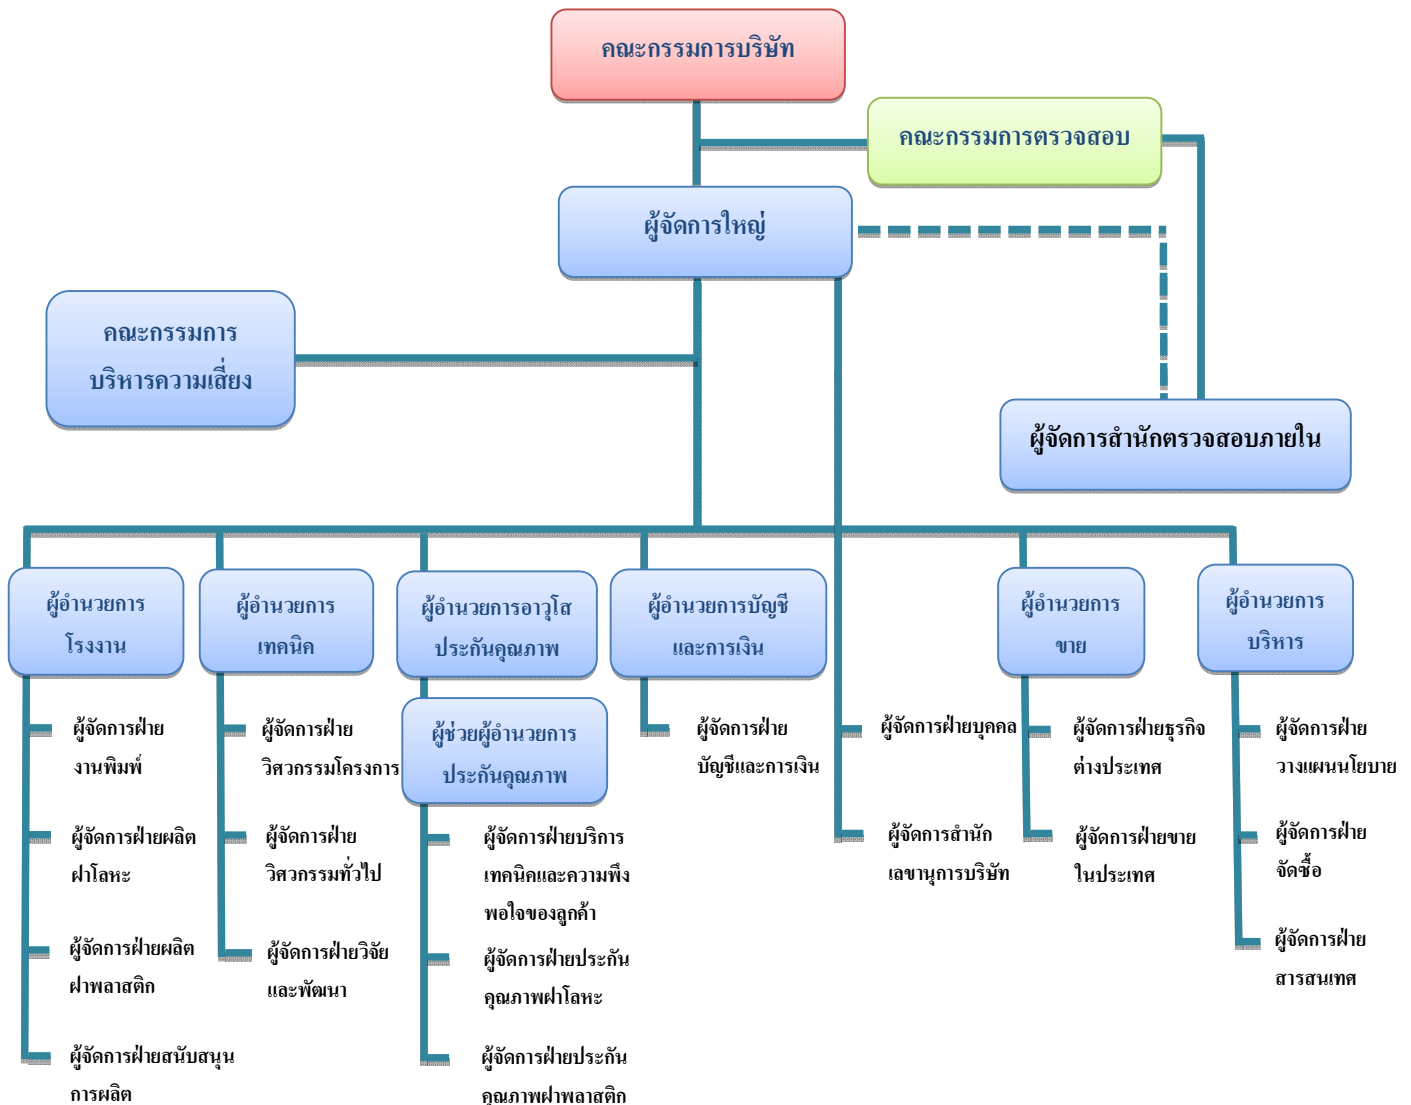 คณะกรรมการบริษัท
คณะกรรมการตรวจสอบ
ผู้จัดการใหญ่
คณะกรรมการ
บริหารความเสี่ยง
ผู้จัดการสำนักตรวจสอบภายใน
ผู้อำนวยการ
โรงงาน
ผู้อำนวยการ
เทคนิค
ผู้อำนวยการอาวุโส
ประกันคุณภาพ
ผู้อำนวยการบัญชี
และการเงิน
ผู้อำนวยการ
ขาย
ผู้อำนวยการ
บริหาร
ผู้จัดการฝ่าย
งานพิมพ์
ผู้จัดการฝ่ายผลิต
ฝาโลหะ
ผู้จัดการฝ่ายผลิต
ฝาพลาสติก
ผู้จัดการฝ่ายสนับสนุน
การผลิต
ผู้จัดการฝ่าย
วิศวกรรมโครงการ
ผู้จัดการฝ่าย
วิศวกรรมทั่วไป
ผู้จัดการฝ่ายวิจัย
และพัฒนา
ผู้ช่วยผู้อำนวยการ
ประกันคุณภาพ
ผู้จัดการฝ่ายบริการ
เทคนิคและความพึง
พอใจของลูกค้า
ผู้จัดการฝ่ายประกัน
คุณภาพฝาโลหะ
ผู้จัดการฝ่ายประกัน
คุณภาพฝาพลาสติก
ผู้จัดการฝ่าย
บัญชีและการเงิน
ผู้จัดการฝ่ายบุคคล
ผู้จัดการสำนัก
เลขานุการบริษัท
ผู้จัดการฝ่ายธุรกิจ
ต่างประเทศ
ผู้จัดการฝ่ายขาย
ในประเทศ
ผู้จัดการฝ่าย
วางแผนนโยบาย
ผู้จัดการฝ่าย
จัดซื้อ
ผู้จัดการฝ่าย
สารสนเทศ